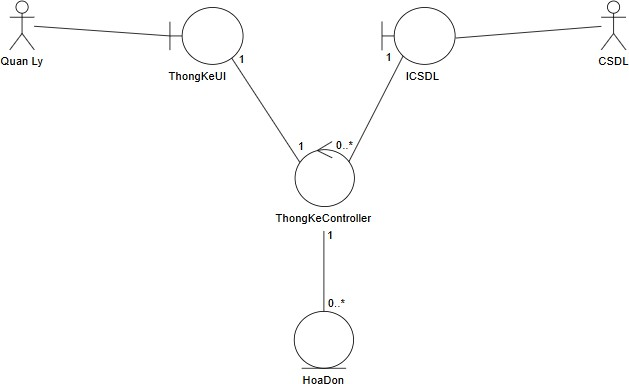 Quan Ly
ThongKeUI
ICSDL
CSDL
1
1
1
0..*
ThongKeController
1
0..*
HoaDon